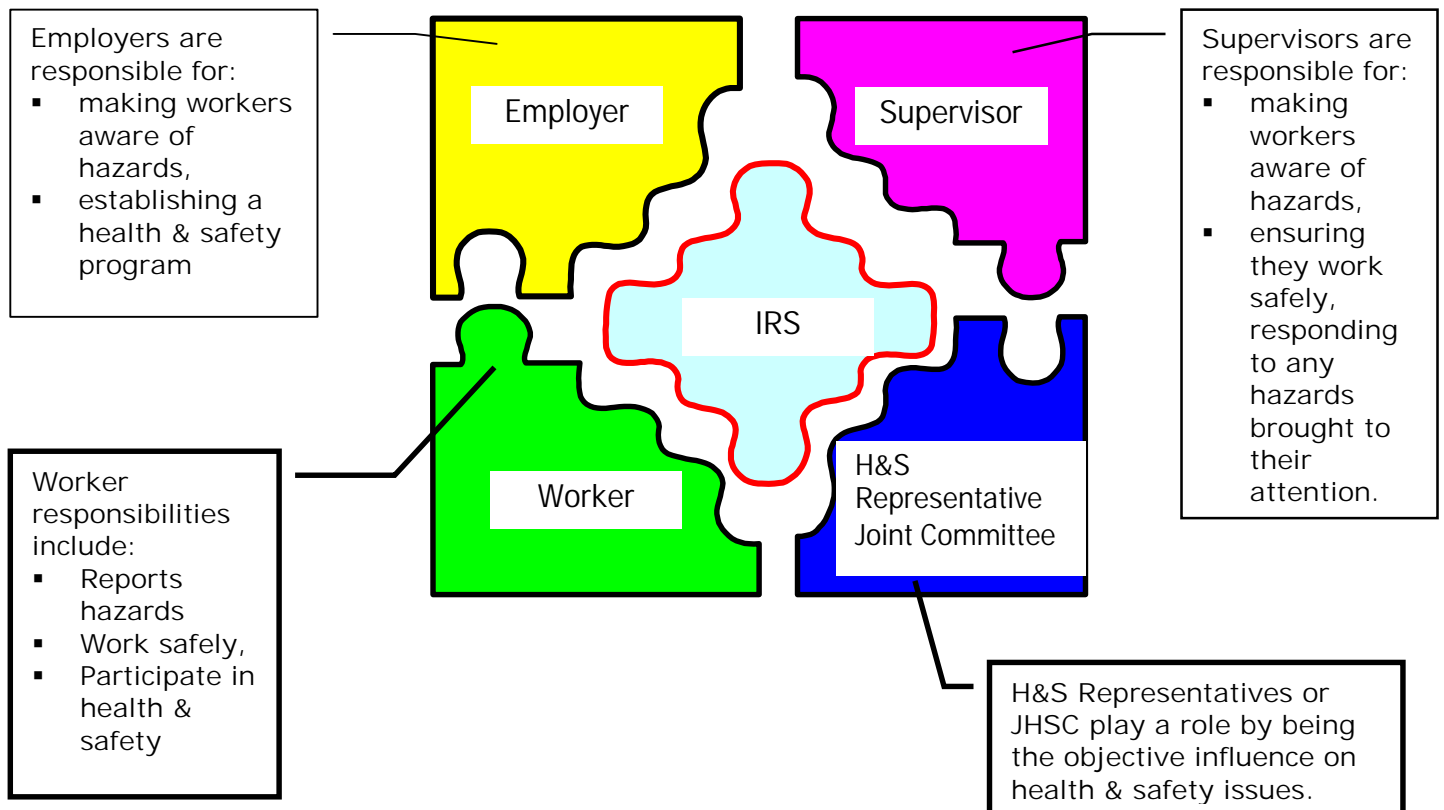 Employers are
responsible for:
▪ making workers
aware of
hazards,
▪ establishing a
health & safety
program
Employer
Supervisor
Supervisors are
responsible for:
▪ making
workers
aware of
hazards,
▪ ensuring
they work
safely,
responding
to any
hazards
brought to
their
attention.
IRS
Worker
responsibilities
include:
▪ Reports
hazards
▪ Work safely,
▪ Participate in
health &
safety
Worker
H&S
Representative
Joint Committee
H&S Representatives or
JHSC play a role by being
the objective influence on
health & safety issues.